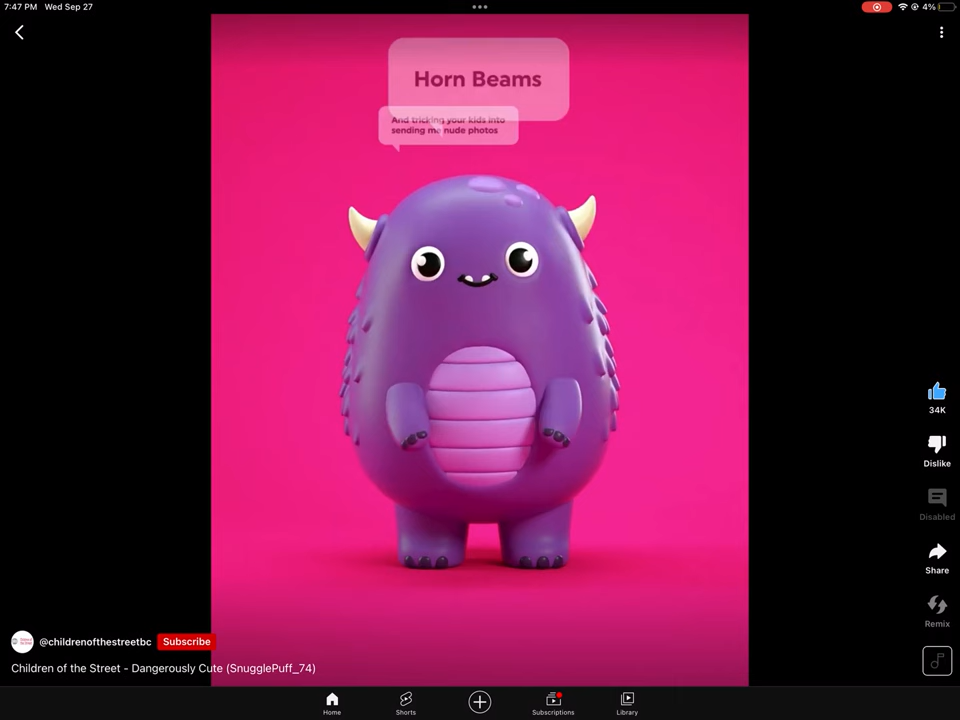 7:47 PM Wed Sep 27
4%
Horn Beams
And tricking your kids into
sending me nude photos
34K
Dislike
Disabled
Share
Remix
@childrenofthestreetbc Subscribe
Children of the Street - Dangerously Cute (SnugglePuff_74)
Home Shorts Subscriptions Library